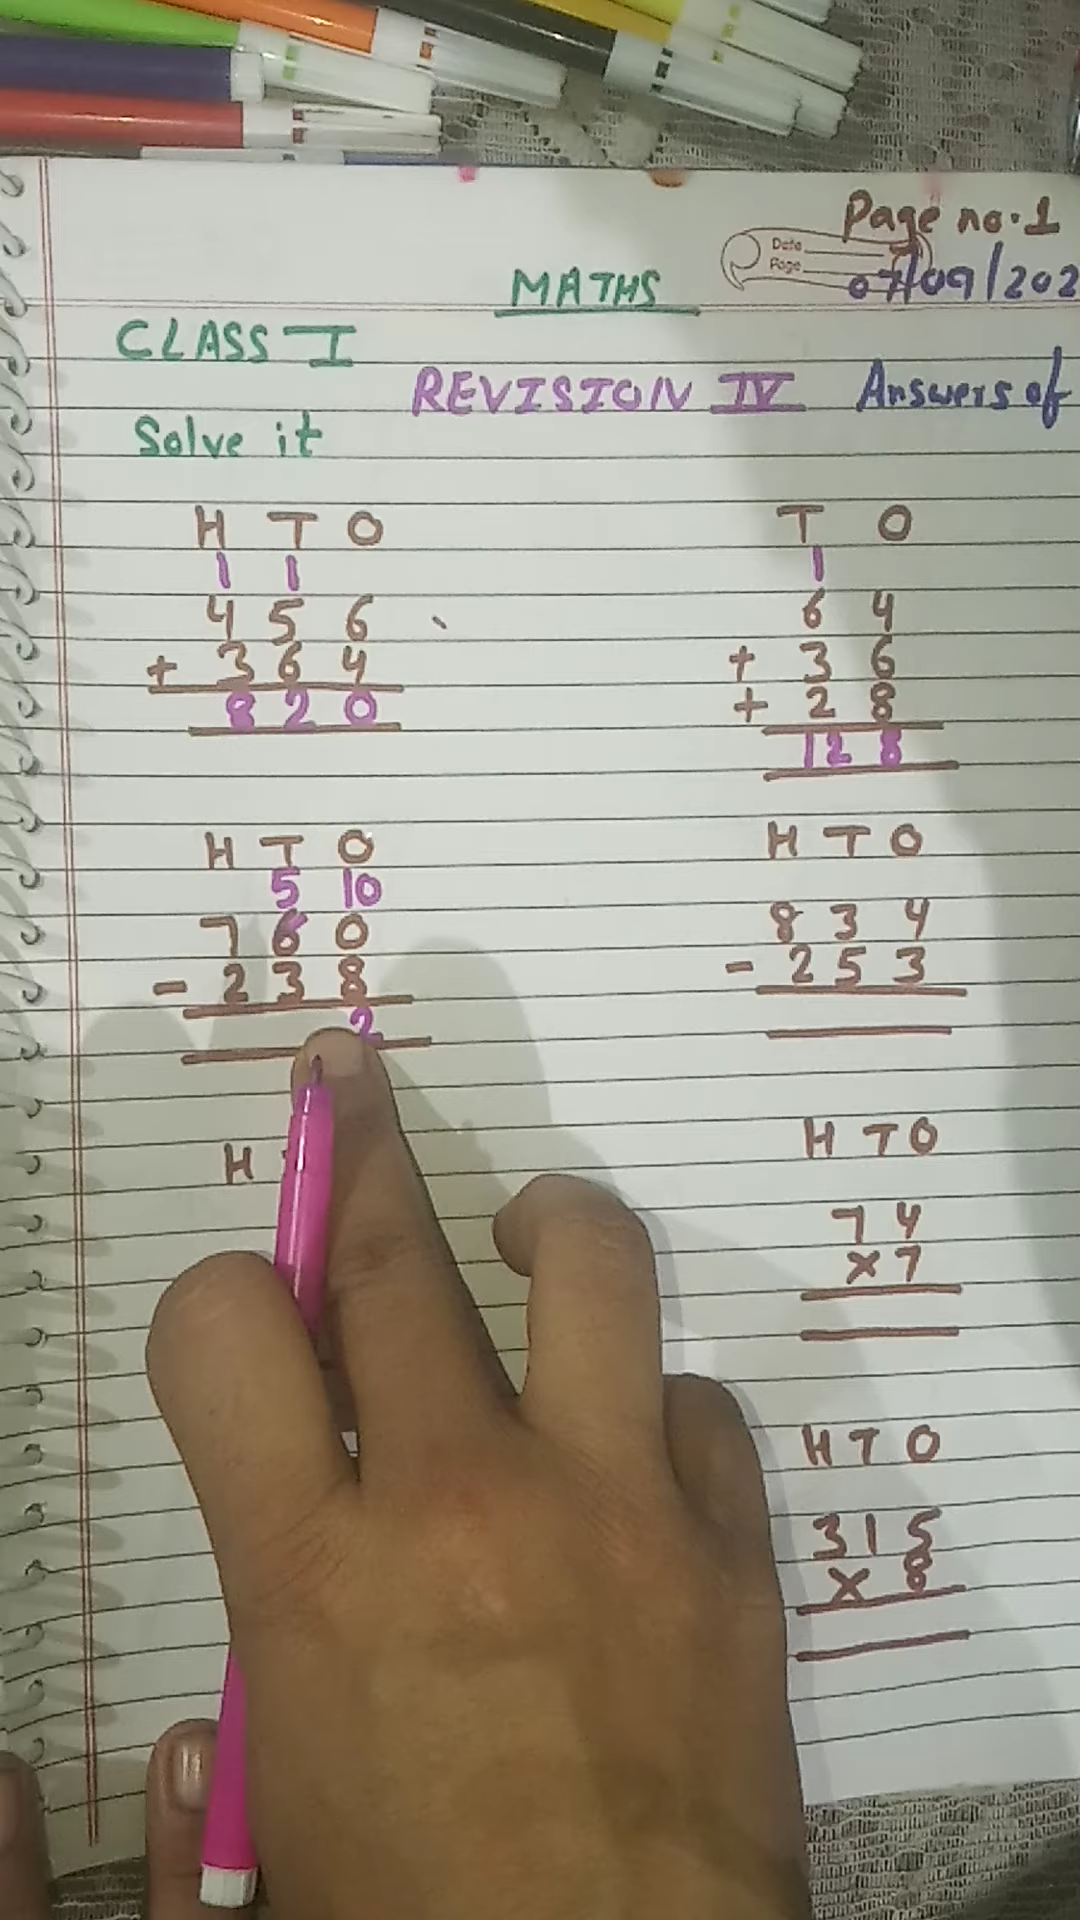 Page no. 1
Date
Page
07/09/202
MATHS
CLASS I
REVISION IV Answers of
Solve it
H T O
1 1
4 5 6
+ 3 6 4
8 2 0
T O
1
6 4
+ 3 6
+ 2 8
12 8
H T O
5 10
7 6 0
- 2 3 8
2
H T O
8 3 4
- 2 5 3
H
H T O
7 4
× 7
H T O
3 1 5
× 8